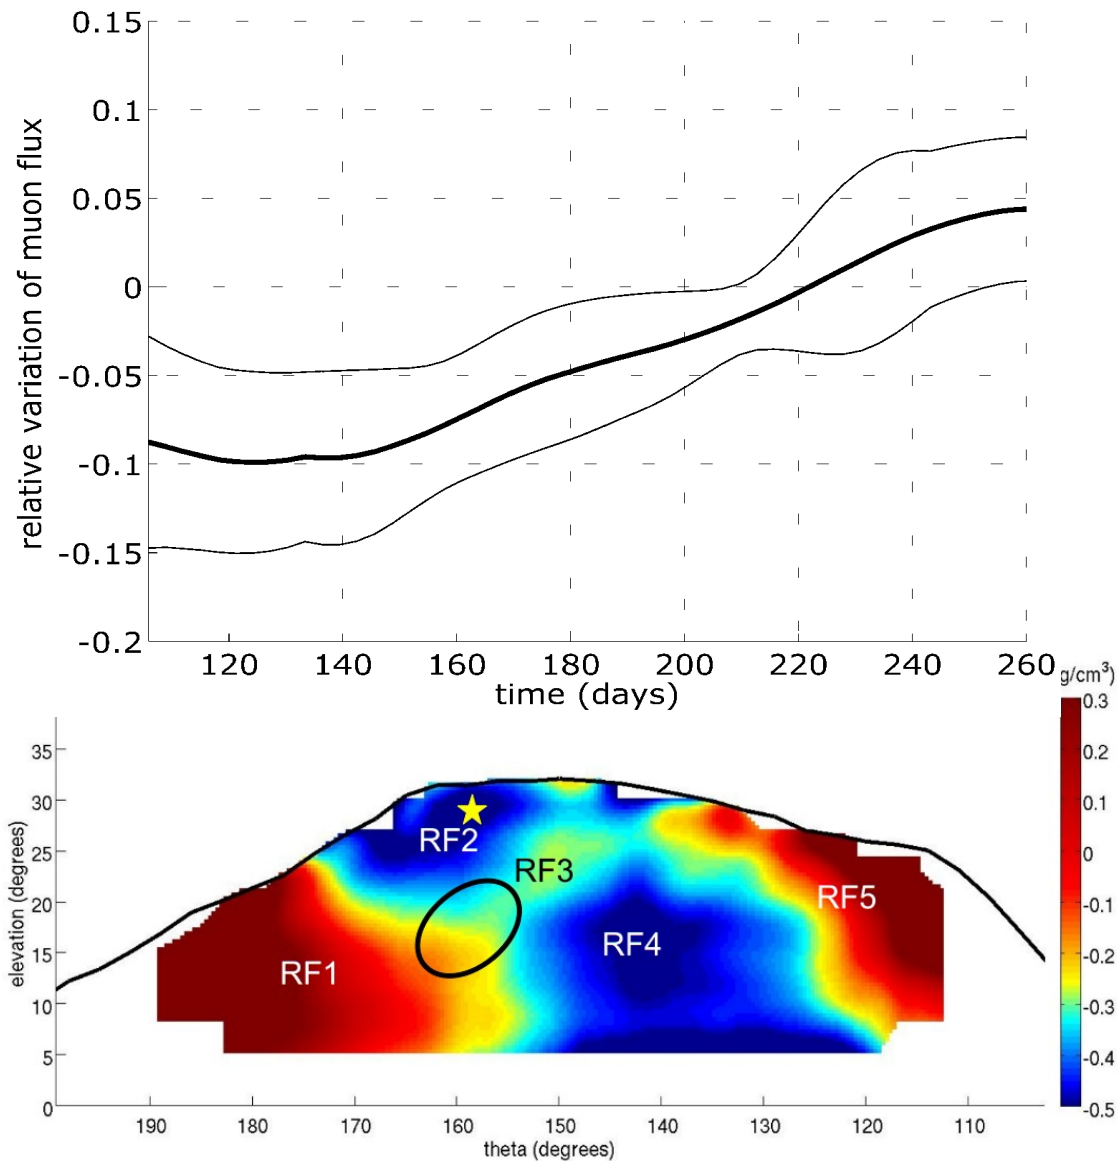 relative variation of muon flux
0.15
0.1
0.05
0
-0.05
-0.1
-0.15
-0.2
120 140 160 180 200 220 240 260
time (days)
g/cm³)
elevation (degrees)
35
30
25
20
15
10
5
0
RF2
RF3
RF5
RF4
RF1
0.3
0.2
0.1
0
-0.1
-0.2
-0.3
-0.4
-0.5
190 180 170 160 150 140 130 120 110
theta (degrees)